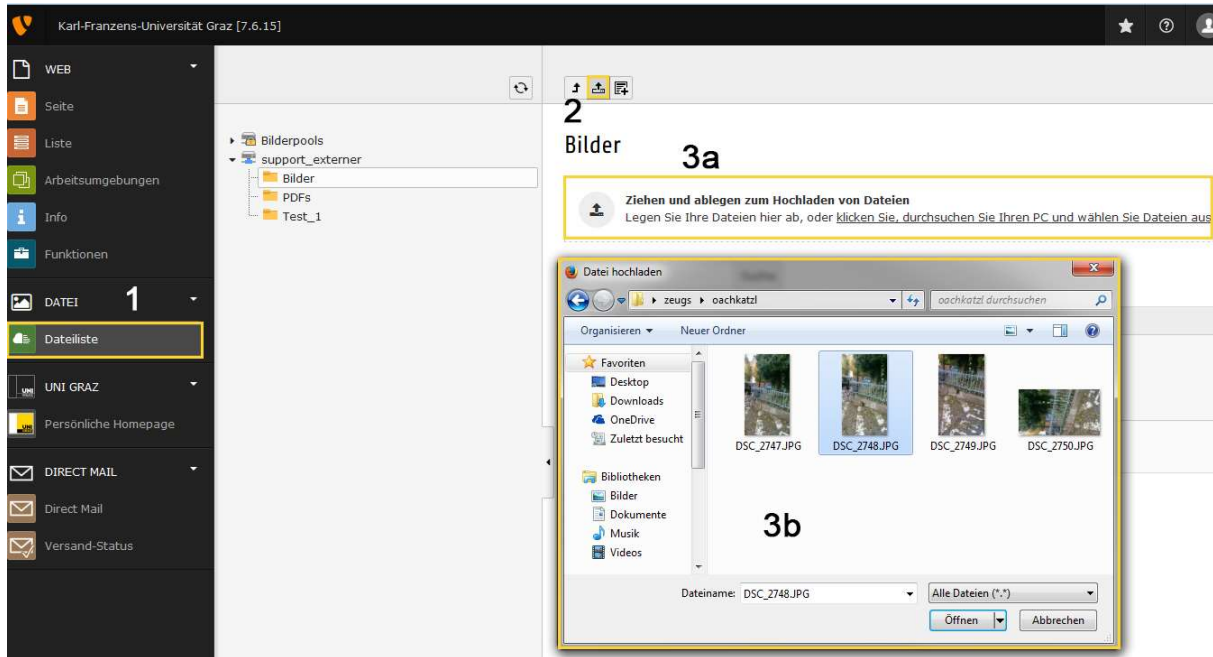 Karl-Franzens-Universität Graz [7.6.15]
WEB
Seite
Liste
Arbeitsumgebungen
Info
Funktionen
DATEI 1
Dateiliste
UNI GRAZ
UNI
Persönliche Homepage
DIRECT MAIL
Direct Mail
Versand-Status
Bilderpools
support_externer
Bilder
PDFs
Test_1
2
Bilder
3a
Ziehen und ablegen zum Hochladen von Dateien
Legen Sie Ihre Dateien hier ab, oder klicken Sie, durchsuchen Sie Ihren PC und wählen Sie Dateien aus
Datei hochladen
zeugs oachkatzl
oachkatzl durchsuchen
Organisieren Neuer Ordner
Favoriten
Desktop
Downloads
OneDrive
Zuletzt besucht
Bibliotheken
Bilder
Dokumente
Musik
Videos
DSC_2747.JPG DSC_2748.JPG DSC_2749.JPG DSC_2750.JPG
3b
Dateiname: DSC_2748.JPG Alle Dateien (*.*)
Öffnen Abbrechen